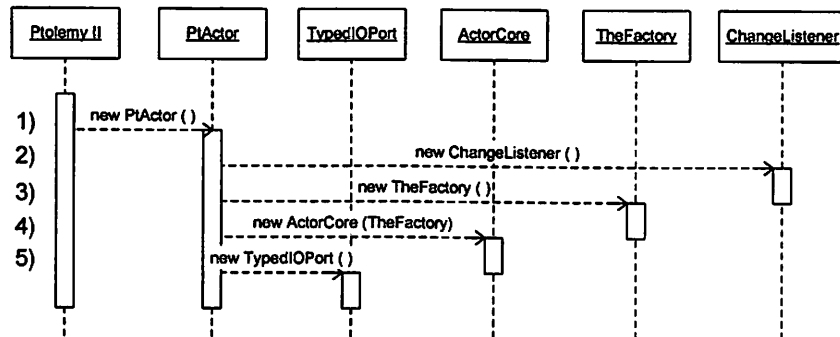 Ptolemy II
PtActor
TypedIOPort
ActorCore
TheFactory
ChangeListener
1) new PtActor ( )
2) new ChangeListener ( )
3) new TheFactory ( )
4) new ActorCore (TheFactory)
5) new TypedIOPort ( )